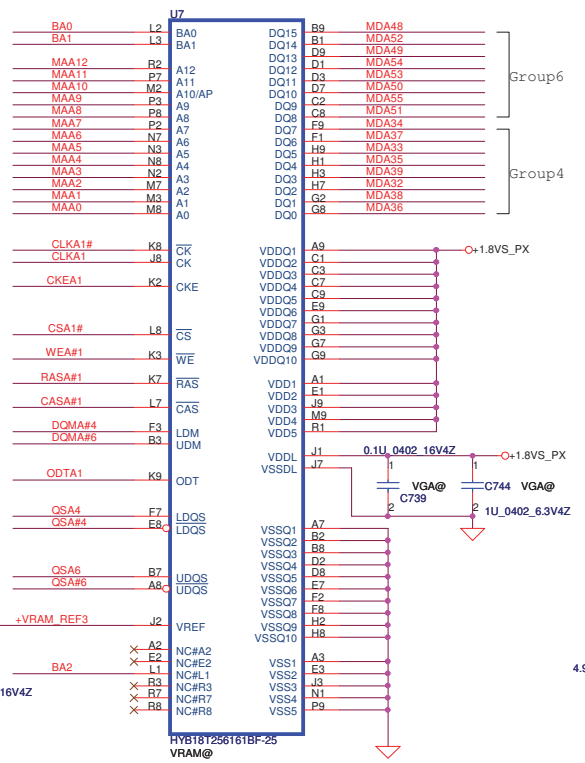 U7
BA0 L2 BA0 DQ15 B9 MDA48
BA1 L3 BA1 DQ14 B1 MDA52
DQ13 D9 MDA49
MAA12 R2 A12 DQ12 D1 MDA54
MAA11 P7 A11 DQ11 D3 MDA53
MAA10 M2 A10/AP DQ10 D7 MDA50
MAA9 P3 A9 DQ9 C2 MDA55
MAA8 P8 A8 DQ8 C8 MDA51
MAA7 P2 A7 DQ7 F9 MDA34
MAA6 N7 A6 DQ6 F1 MDA37
MAA5 N3 A5 DQ5 H9 MDA33
MAA4 N8 A4 DQ4 H1 MDA35
MAA3 N2 A3 DQ3 H3 MDA39
MAA2 M7 A2 DQ2 H7 MDA32
MAA1 M3 A1 DQ1 G2 MDA38
MAA0 M8 A0 DQ0 G8 MDA36
Group6
Group4
CLKA1# K8 CK VDDQ1 A9 +1.8VS_PX
CLKA1 J8 CK VDDQ2 C1
VDDQ3 C3
CKEA1 K2 CKE VDDQ4 C7
VDDQ5 C9
VDDQ6 E9
VDDQ7 G1
CSA1# L8 CS VDDQ8 G3
VDDQ9 G7
WEA#1 K3 WE VDDQ10 G9
RASA#1 K7 RAS VDD1 A1
VDD2 E1
CASA#1 L7 CAS VDD3 J9
VDD4 M9
DQMA#4 F3 LDM VDD5 R1
DQMA#6 B3 UDM
VDDL J1 0.1U_0402_16V4Z +1.8VS_PX
VSSDL J7 1 1
ODTA1 K9 ODT VGA@ C744 VGA@
C739
2 2 1U_0402_6.3V4Z
QSA4 F7 LDQS
QSA#4 E8 LDQS VSSQ1 A7
VSSQ2 B2
VSSQ3 B8
VSSQ4 D2
QSA6 B7 UDQS VSSQ5 D8
QSA#6 A8 UDQS VSSQ6 E7
VSSQ7 F2
VSSQ8 F8
+VRAM_REF3 J2 VREF VSSQ9 H2
VSSQ10 H8
A2 NC#A2
E2 NC#E2 VSS1 A3
BA2 L1 NC#L1 VSS2 E3
R3 NC#R3 VSS3 J3
16V4Z R7 NC#R7 VSS4 N1
R8 NC#R8 VSS5 P9
4.9
HYB18T256161BF-25
VRAM@